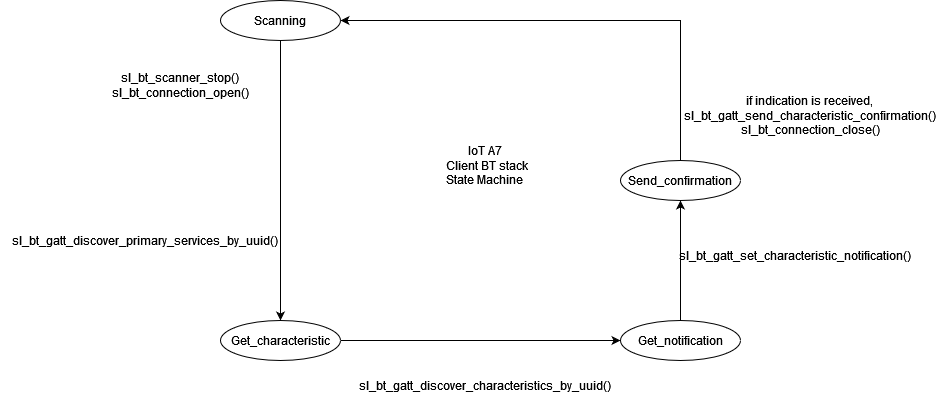 Scanning
sl_bt_scanner_stop()
sl_bt_connection_open()
if indication is received,
sl_bt_gatt_send_characteristic_confirmation()
sl_bt_connection_close()
IoT A7
Client BT stack
State Machine
Send_confirmation
sl_bt_gatt_discover_primary_services_by_uuid()
sl_bt_gatt_set_characteristic_notification()
Get_characteristic
Get_notification
sl_bt_gatt_discover_characteristics_by_uuid()